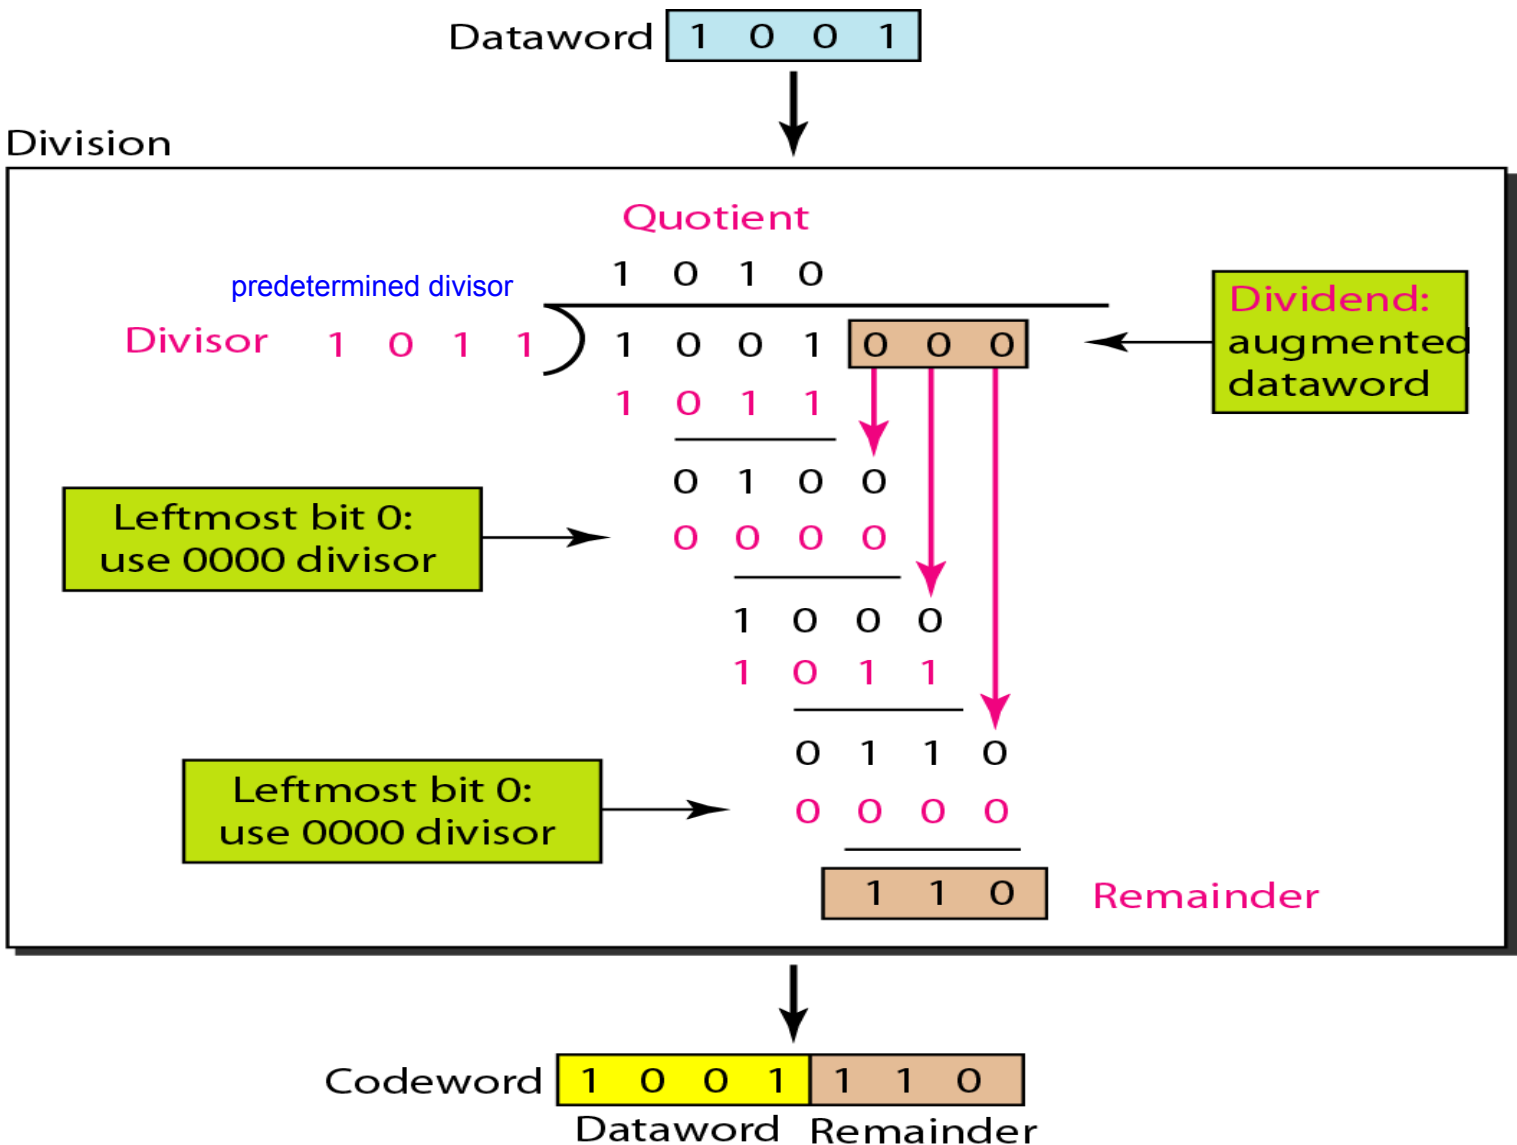 Dataword 1 0 0 1
Division
Quotient
1 0 1 0
predetermined divisor
Divisor 1 0 1 1 1 0 0 1 0 0 0
Dividend:
augmented
dataword
1 0 1 1
0 1 0 0
Leftmost bit 0:
use 0000 divisor
0 0 0 0
1 0 0 0
1 0 1 1
0 1 1 0
Leftmost bit 0:
use 0000 divisor
0 0 0 0
1 1 0 Remainder
Codeword 1 0 0 1 1 1 0
Dataword Remainder